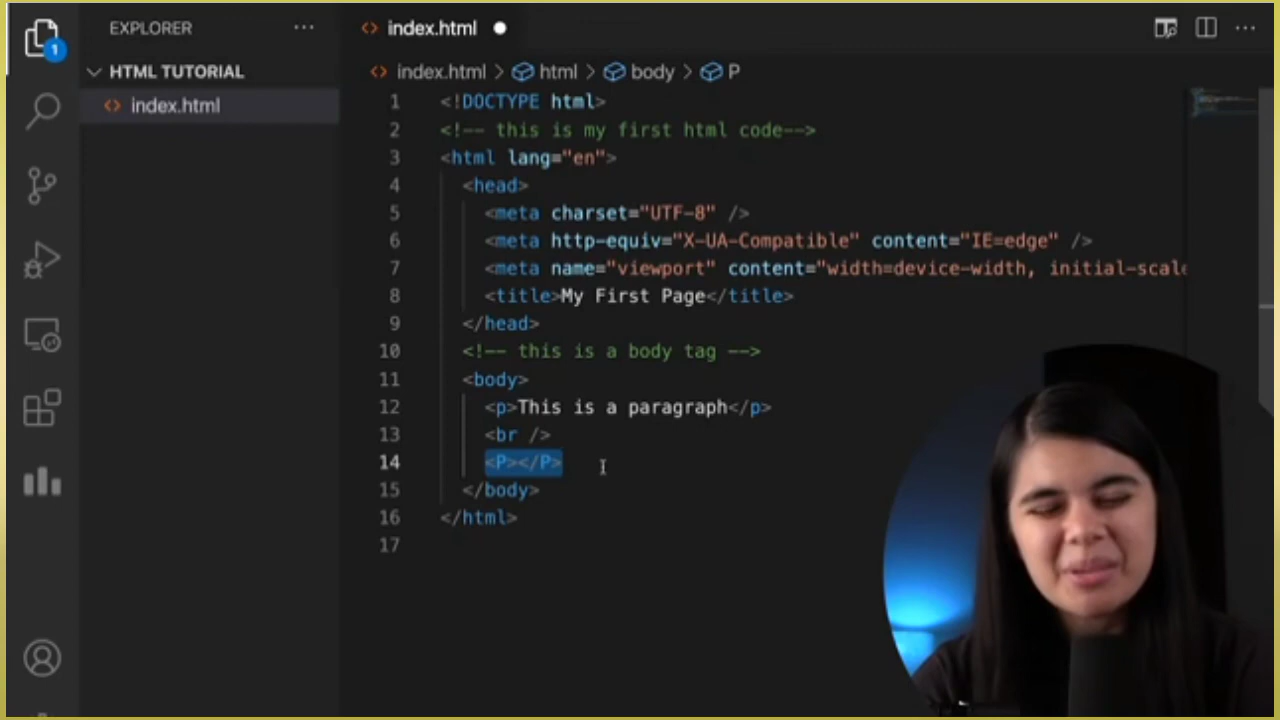 EXPLORER ...
index.html
1
HTML TUTORIAL
index.html
index.html > html > body > P
1 <!DOCTYPE html>
2 <!-- this is my first html code-->
3 <html lang="en">
4 <head>
5 <meta charset="UTF-8" />
6 <meta http-equiv="X-UA-Compatible" content="IE=edge" />
7 <meta name="viewport" content="width=device-width, initial-scale
8 <title>My First Page</title>
9 </head>
10 <!-- this is a body tag -->
11 <body>
12 <p>This is a paragraph</p>
13 <br />
14 <P></P>
15 </body>
16 </html>
17